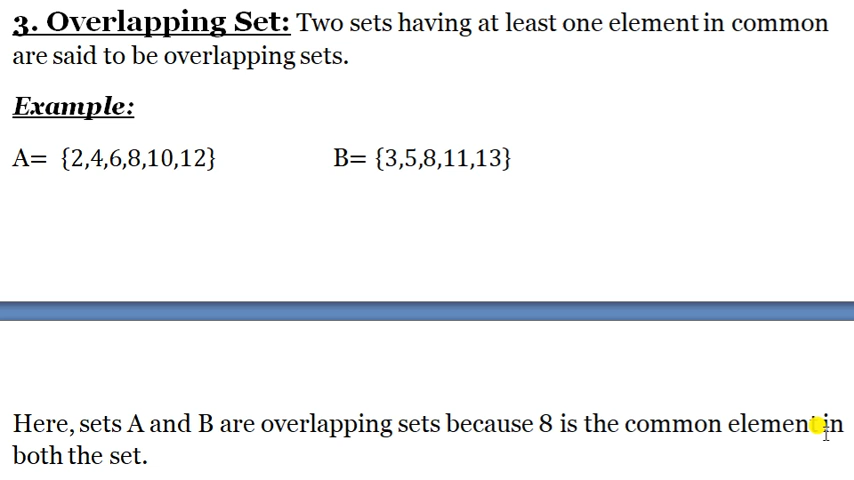 3. Overlapping Set: Two sets having at least one element in common
are said to be overlapping sets.
Example:
A= {2,4,6,8,10,12} B= {3,5,8,11,13}
Here, sets A and B are overlapping sets because 8 is the common element in
both the set.